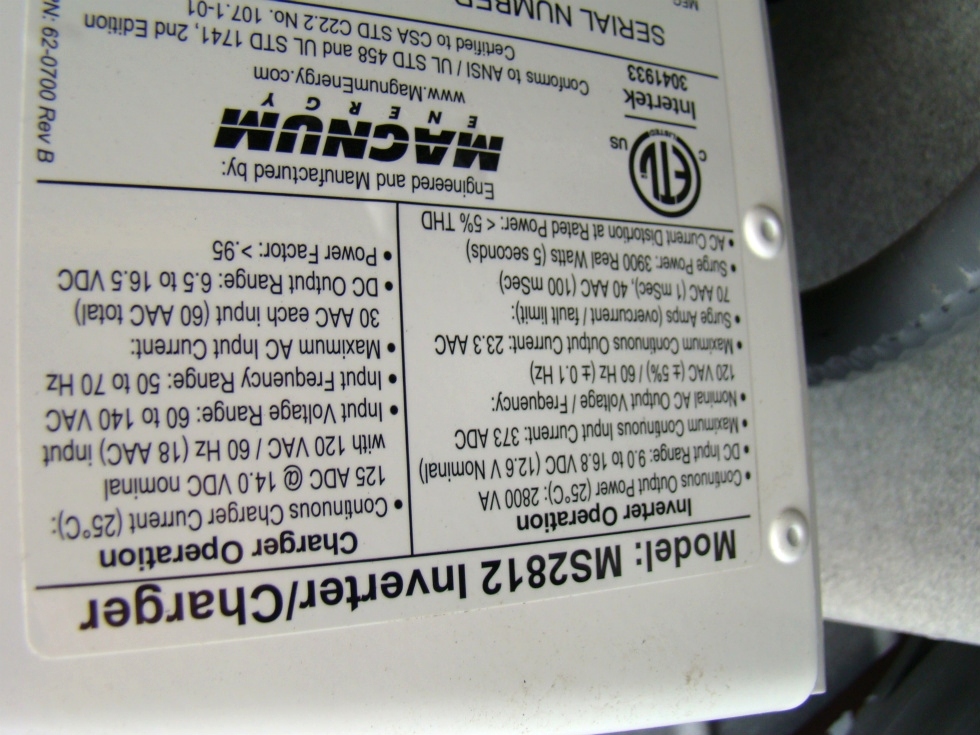 Model: MS2812 Inverter/Charger
Inverter Operation
• Continuous Output Power (25°C): 2800 VA
• DC Input Range: 9.0 to 16.8 VDC (12.6 V Nominal)
• Maximum Continuous Input Current: 373 ADC
• Nominal AC Output Voltage / Frequency:
120 VAC (± 5%) / 60 Hz (± 0.1 Hz)
• Maximum Continuous Output Current: 23.3 AAC
• Surge Amps (overcurrent / fault limit):
70 AAC (1 mSec), 40 AAC (100 mSec)
• Surge Power: 3900 Real Watts (5 seconds)
• AC Current Distortion at Rated Power: < 5% THD
Charger Operation
• Continuous Charger Current (25°C):
125 ADC @ 14.0 VDC nominal
with 120 VAC / 60 Hz (18 AAC) input
• Input Voltage Range: 60 to 140 VAC
• Input Frequency Range: 50 to 70 Hz
• Maximum AC Input Current:
30 AAC each input (60 AAC total)
• DC Output Range: 6.5 to 16.5 VDC
• Power Factor: > .95
ETL
LISTED
C US
Intertek
3041933
Engineered and Manufactured by:
MAGNUM
ENERGY
www.MagnumEnergy.com
Conforms to ANSI / UL STD 458 and UL STD 1741, 2nd Edition
Certified to CSA STD C22.2 No. 107.1-01
PN: 62-0700 Rev B
SERIAL NUMBER